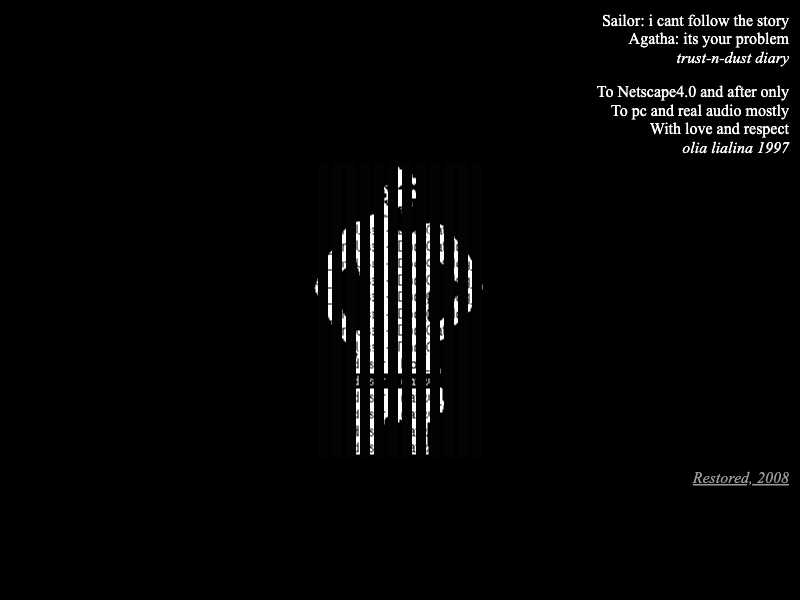 Sailor: i cant follow the story
Agatha: its your problem
trust-n-dust diary
To Netscape4.0 and after only
To pc and real audio mostly
With love and respect
olia lialina 1997
Restored, 2008